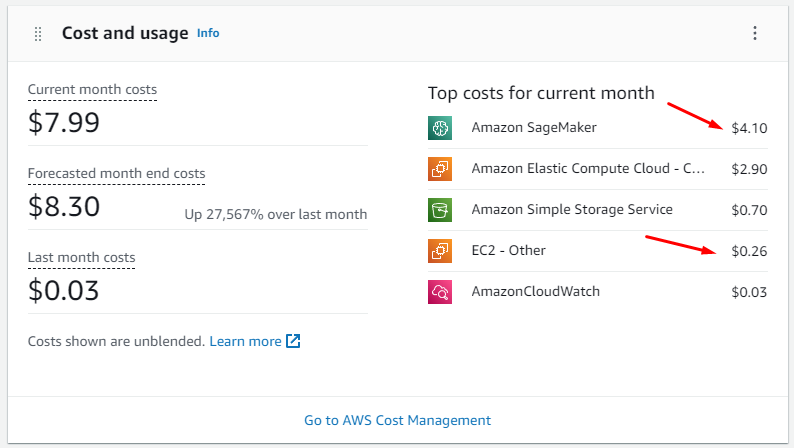 Cost and usage Info
Current month costs
$7.99
Forecasted month end costs
$8.30
Up 27,567% over last month
Last month costs
$0.03
Costs shown are unblended. Learn more
Top costs for current month
Amazon SageMaker $4.10
Amazon Elastic Compute Cloud - C... $2.90
Amazon Simple Storage Service $0.70
EC2 - Other $0.26
AmazonCloudWatch $0.03
Go to AWS Cost Management